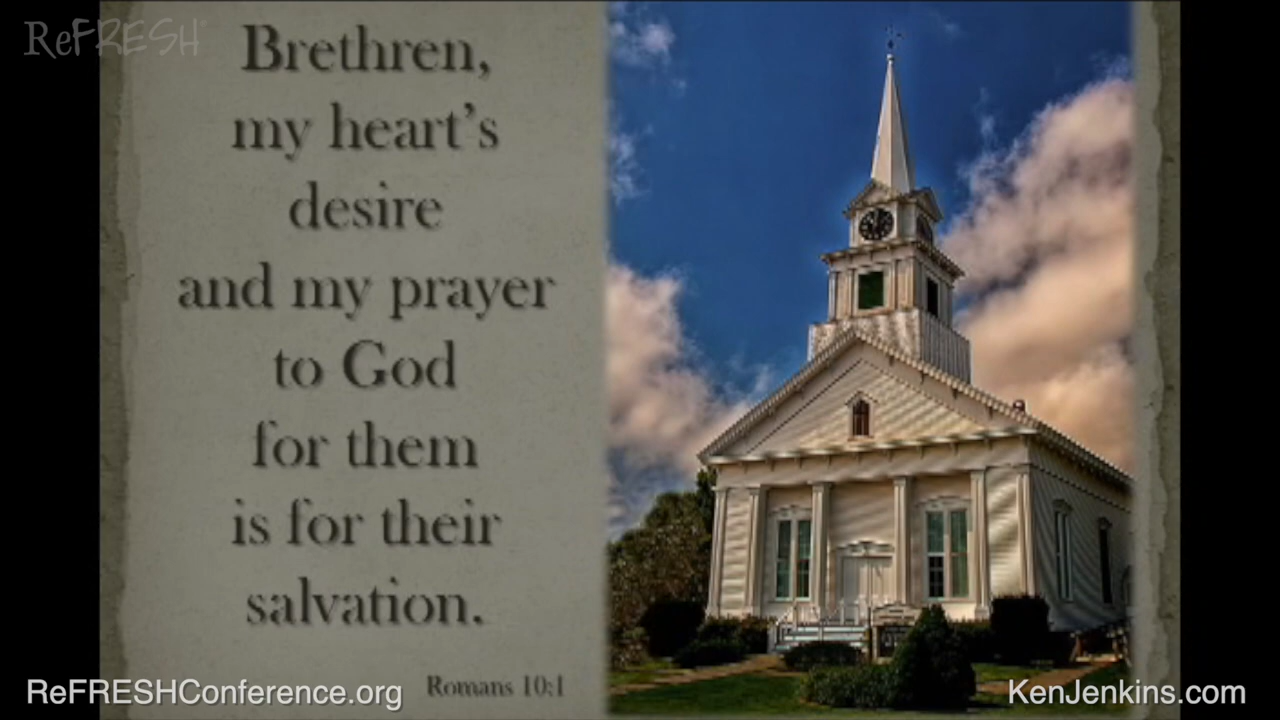 ReFRESH
Brethren,
my heart's
desire
and my prayer
to God
for them
is for their
salvation.
Romans 10:1
ReFRESHConference.org
KenJenkins.com